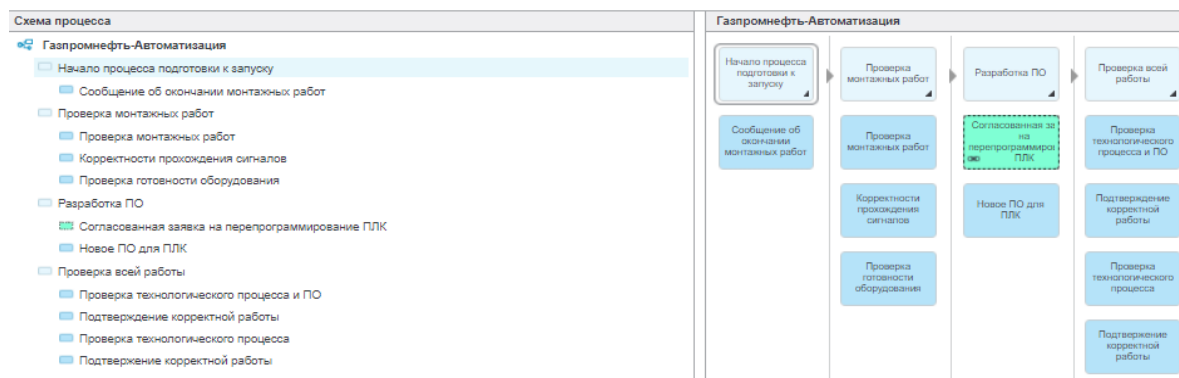 Схема процесса
Газпромнефть-Автоматизация
Начало процесса подготовки к запуску
Сообщение об окончании монтажных работ
Проверка монтажных работ
Проверка монтажных работ
Корректности прохождения сигналов
Проверка готовности оборудования
Разработка ПО
Согласованная заявка на перепрограммирование ПЛК
Новое ПО для ПЛК
Проверка всей работы
Проверка технологического процесса и ПО
Подтверждение корректной работы
Проверка технологического процесса
Подтвержение корректной работы
Газпромнефть-Автоматизация
Начало процесса
подготовки к
запуску
Сообщение об
окончании
монтажных работ
Проверка
монтажных работ
Проверка
монтажных работ
Корректности
прохождения
сигналов
Проверка
готовности
оборудования
Разработка ПО
Согласованная за
на
перепрограммиро
ПЛК
Новое ПО для
ПЛК
Проверка всей
работы
Проверка
технологического
процесса и ПО
Подтверждение
корректной
работы
Проверка
технологического
процесса
Подтвержение
корректной
работы